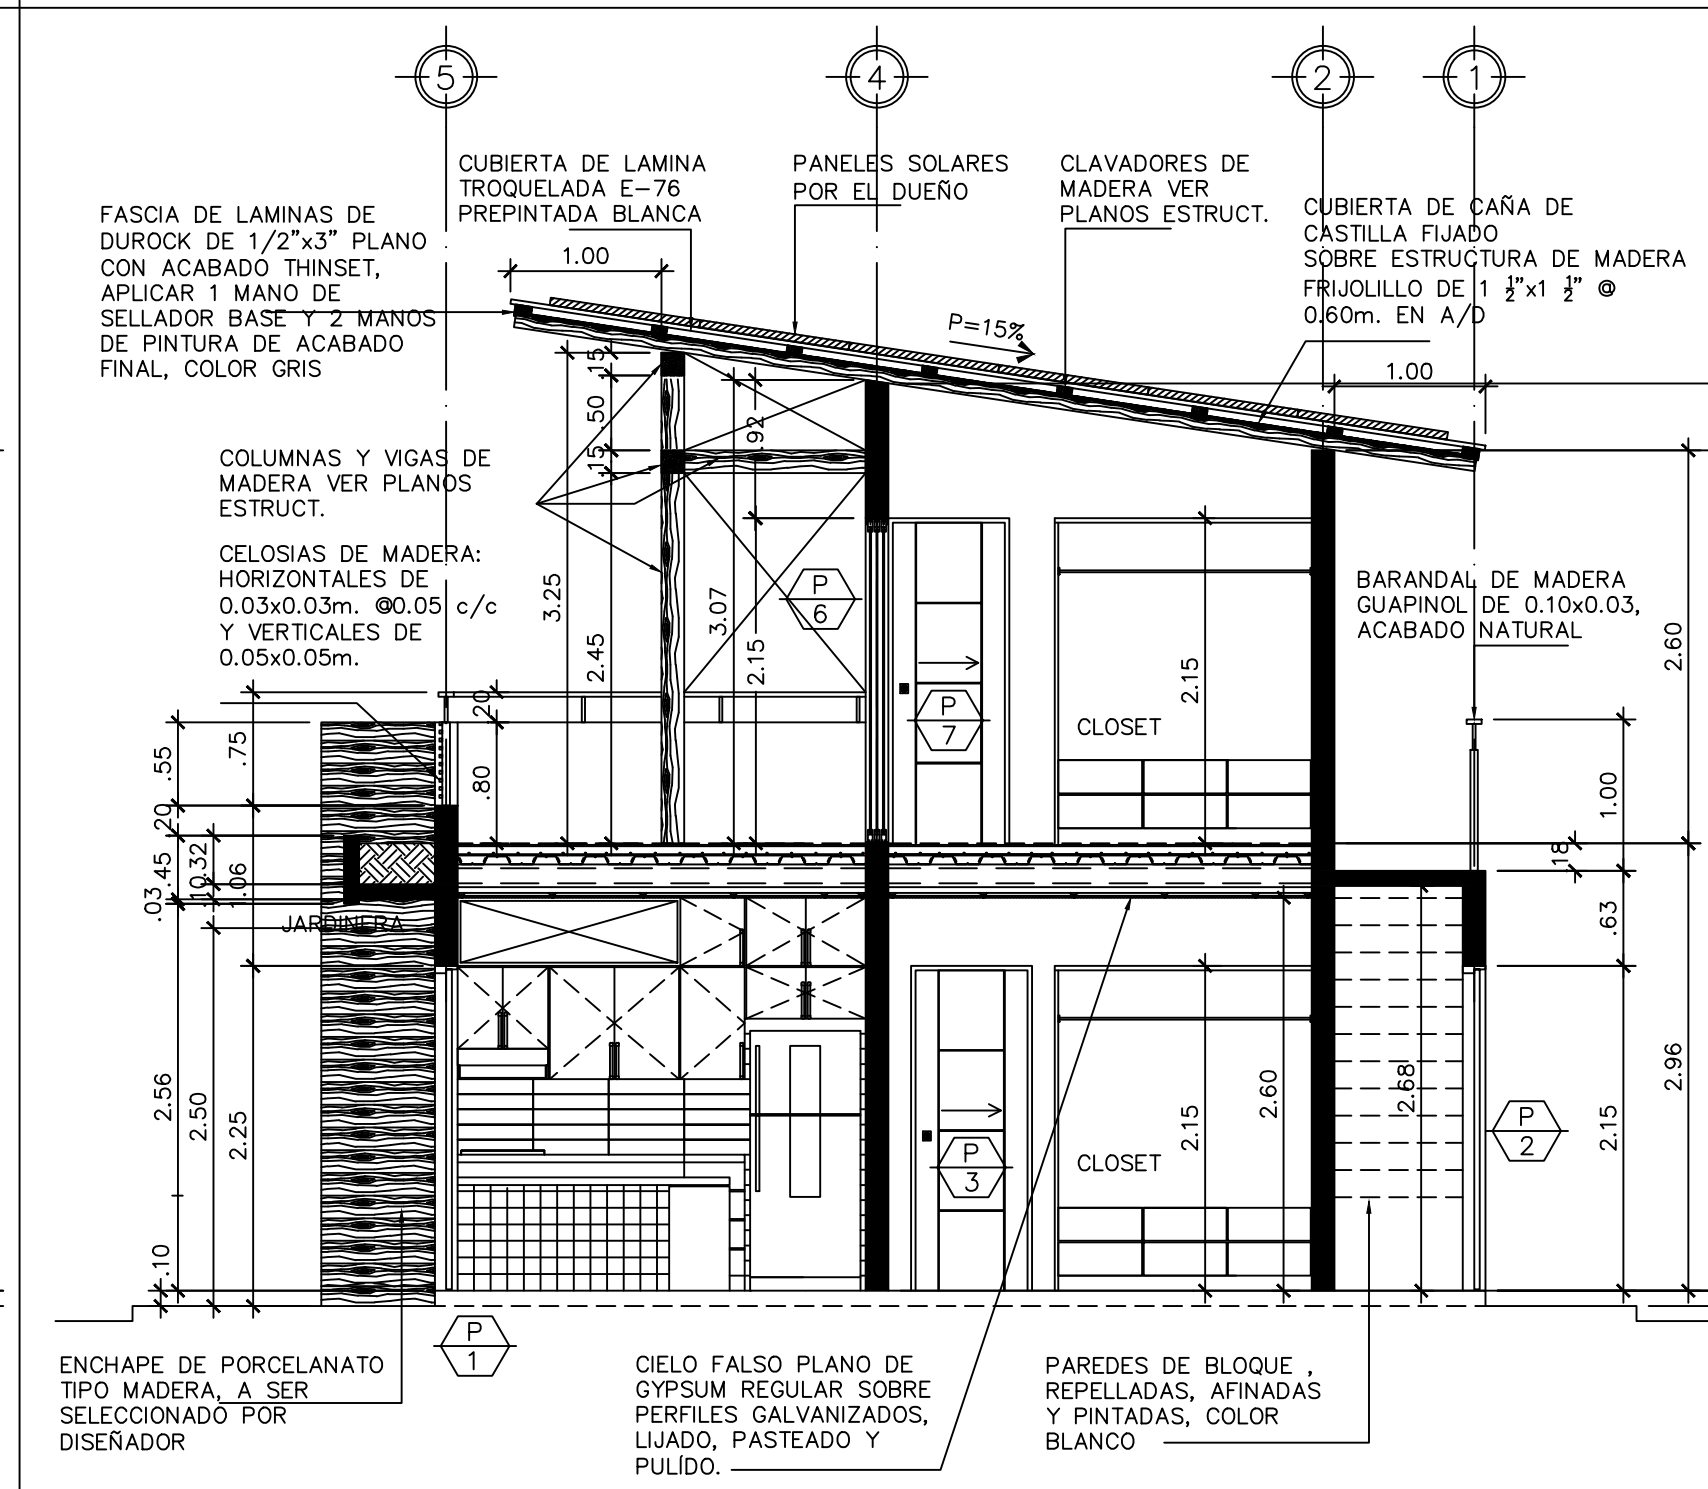 5
4
2
1
CUBIERTA DE LAMINA
TROQUELADA E-76
PREPINTADA BLANCA
PANELES SOLARES
POR EL DUEÑO
CLAVADORES DE
MADERA VER
PLANOS ESTRUCT.
CUBIERTA DE CAÑA DE
CASTILLA FIJADO
SOBRE ESTRUCTURA DE MADERA
FRIJOLILLO DE 1 ½"x1 ½" @
0.60m. EN A/D
FASCIA DE LAMINAS DE
DUROCK DE 1/2"x3" PLANO
CON ACABADO THINSET,
APLICAR 1 MANO DE
SELLADOR BASE Y 2 MANOS
DE PINTURA DE ACABADO
FINAL, COLOR GRIS
1.00
P=15%
1.00
.15
.50
.15
.92
COLUMNAS Y VIGAS DE
MADERA VER PLANOS
ESTRUCT.
CELOSIAS DE MADERA:
HORIZONTALES DE
0.03x0.03m. @0.05 c/c
Y VERTICALES DE
0.05x0.05m.
3.25
2.45
3.07
2.15
P
6
P
7
2.15
CLOSET
BARANDAL DE MADERA
GUAPINOL DE 0.10x0.03,
ACABADO NATURAL
2.60
.20
.80
.55
.75
.20
.45
.32
.10
.03
1.06
1.00
.18
.63
JARDINERA
2.56
2.50
2.25
.10
P
3
2.15
CLOSET
2.60
2.68
P
2
2.15
2.96
P
1
ENCHAPE DE PORCELANATO
TIPO MADERA, A SER
SELECCIONADO POR
DISEÑADOR
CIELO FALSO PLANO DE
GYPSUM REGULAR SOBRE
PERFILES GALVANIZADOS,
LIJADO, PASTEADO Y
PULÍDO.
PAREDES DE BLOQUE ,
REPELLADAS, AFINADAS
Y PINTADAS, COLOR
BLANCO